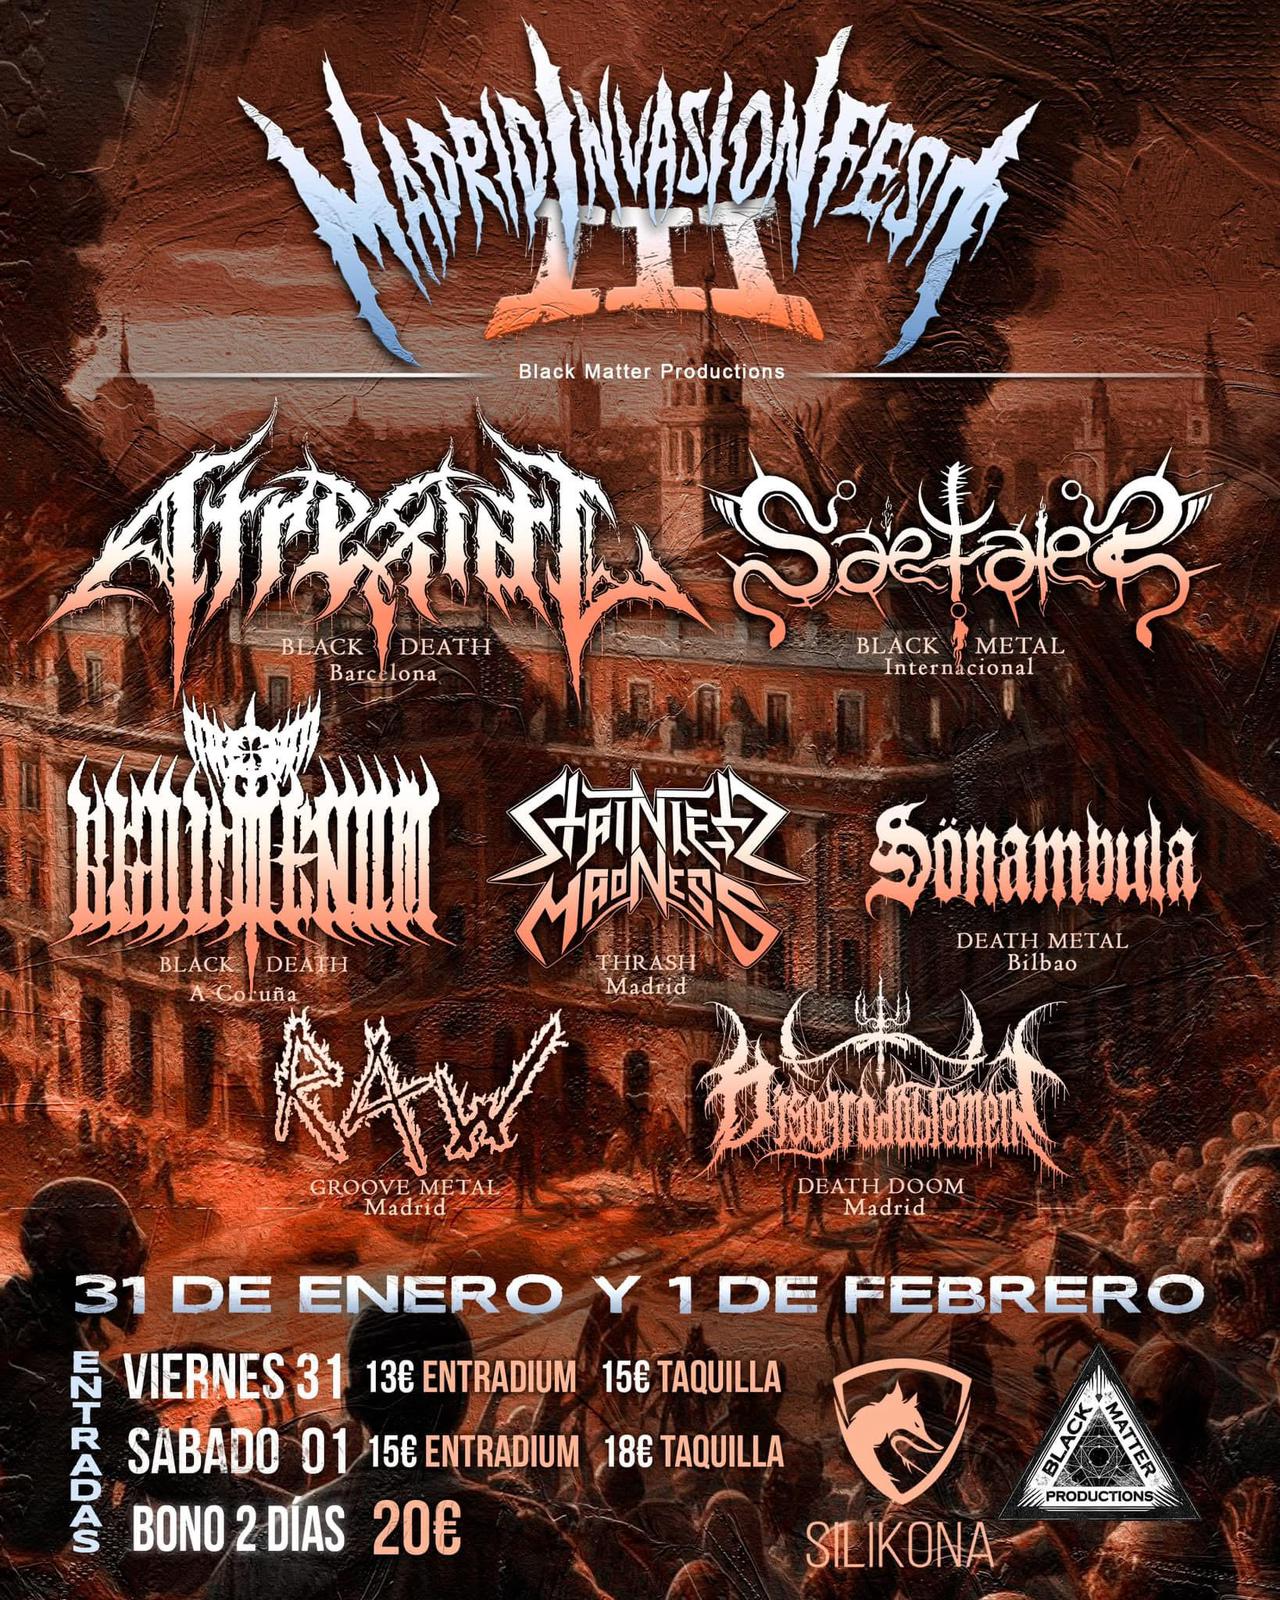 MADRID INVASION FEST
III
Black Matter Productions
Saetales
BLACK DEATH
Barcelona
BLACK METAL
Internacional
STAINLESS
MADNESS
Sönambula
BLACK DEATH
A Coruña
THRASH
Madrid
DEATH METAL
Bilbao
RAW
Disagradablement
GROOVE METAL
Madrid
DEATH DOOM
Madrid
31 DE ENERO Y 1 DE FEBRERO
ENTRADAS
VIERNES 31 13€ ENTRADIUM 15€ TAQUILLA
SABADO 01 15€ ENTRADIUM 18€ TAQUILLA
BONO 2 DÍAS 20€
SILIKONA
BLACK MATTER
PRODUCTIONS